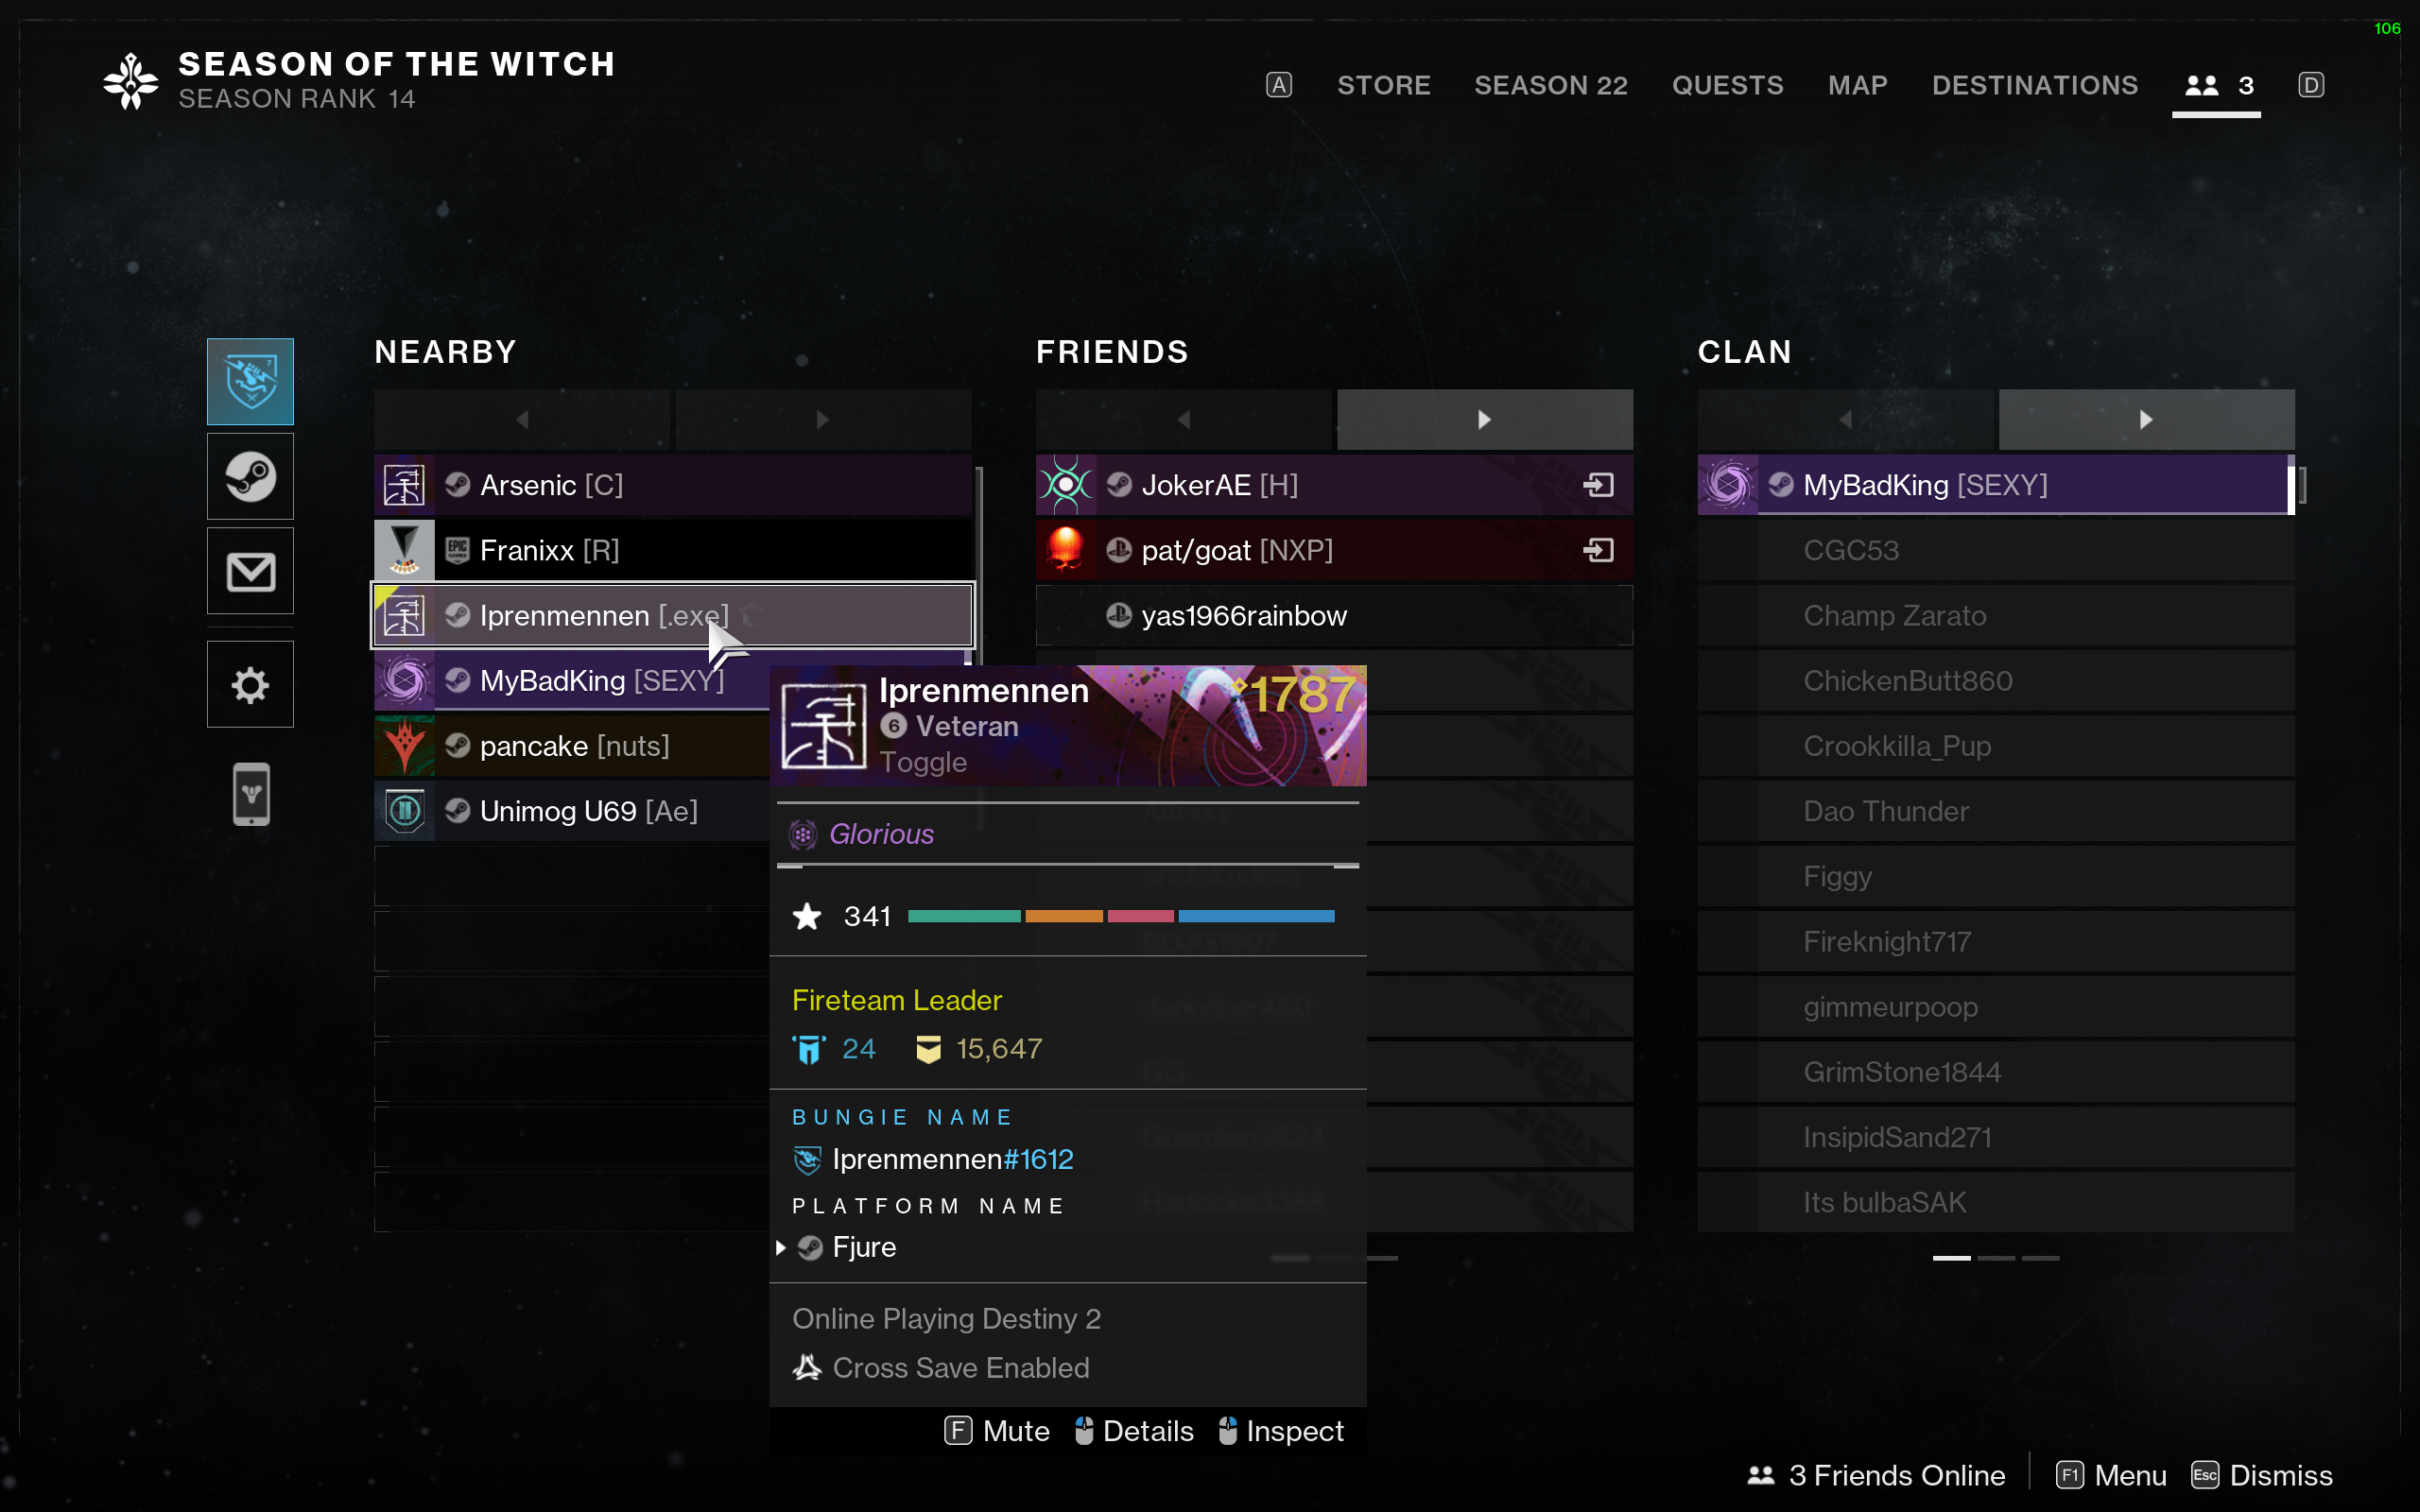 106
SEASON OF THE WITCH
SEASON RANK 14
A STORE SEASON 22 QUESTS MAP DESTINATIONS 3 D
NEARBY
Arsenic [C]
EPIC GAMES Franixx [R]
Iprenmennen [.exe]
MyBadKing [SEXY]
pancake [nuts]
Unimog U69 [Ae]
FRIENDS
JokerAE [H]
pat/goat [NXP]
yas1966rainbow
Iprenmennen
1787
6 Veteran
Toggle
Glorious
341
Fireteam Leader
24 15,647
BUNGIE NAME
Iprenmennen#1612
PLATFORM NAME
Fjure
Online Playing Destiny 2
Cross Save Enabled
F Mute Details Inspect
darkviper460
GG
CLAN
MyBadKing [SEXY]
CGC53
Champ Zarato
ChickenButt860
Crookkilla_Pup
Dao Thunder
Figgy
Fireknight717
gimmeurpoop
GrimStone1844
InsipidSand271
Its bulbaSAK
3 Friends Online F1 Menu Esc Dismiss